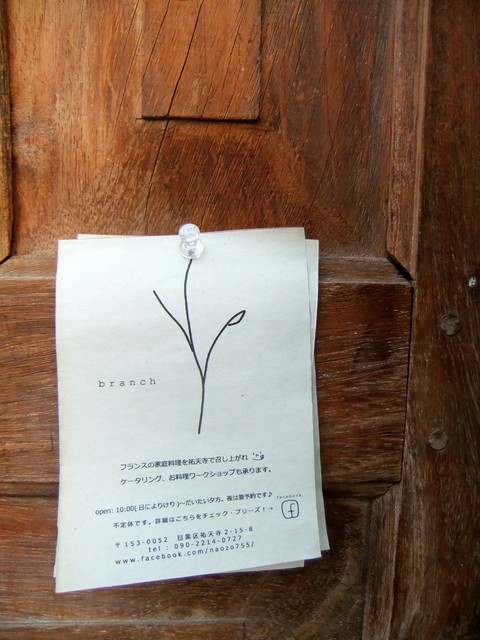 branch
フランスの家庭料理を祐天寺で召し上がれ
ケータリング、お料理ワークショップも承ります。
open: 10:00(日によりけり)〜だいたい夕方。夜は要予約です♪
不定休です。詳細はこちらをチェック・プリーズ！→
facebook
f
〒153-0052 目黒区祐天寺2-15-8
tel : 090-2214-0727
www.facebook.com/naozo755/